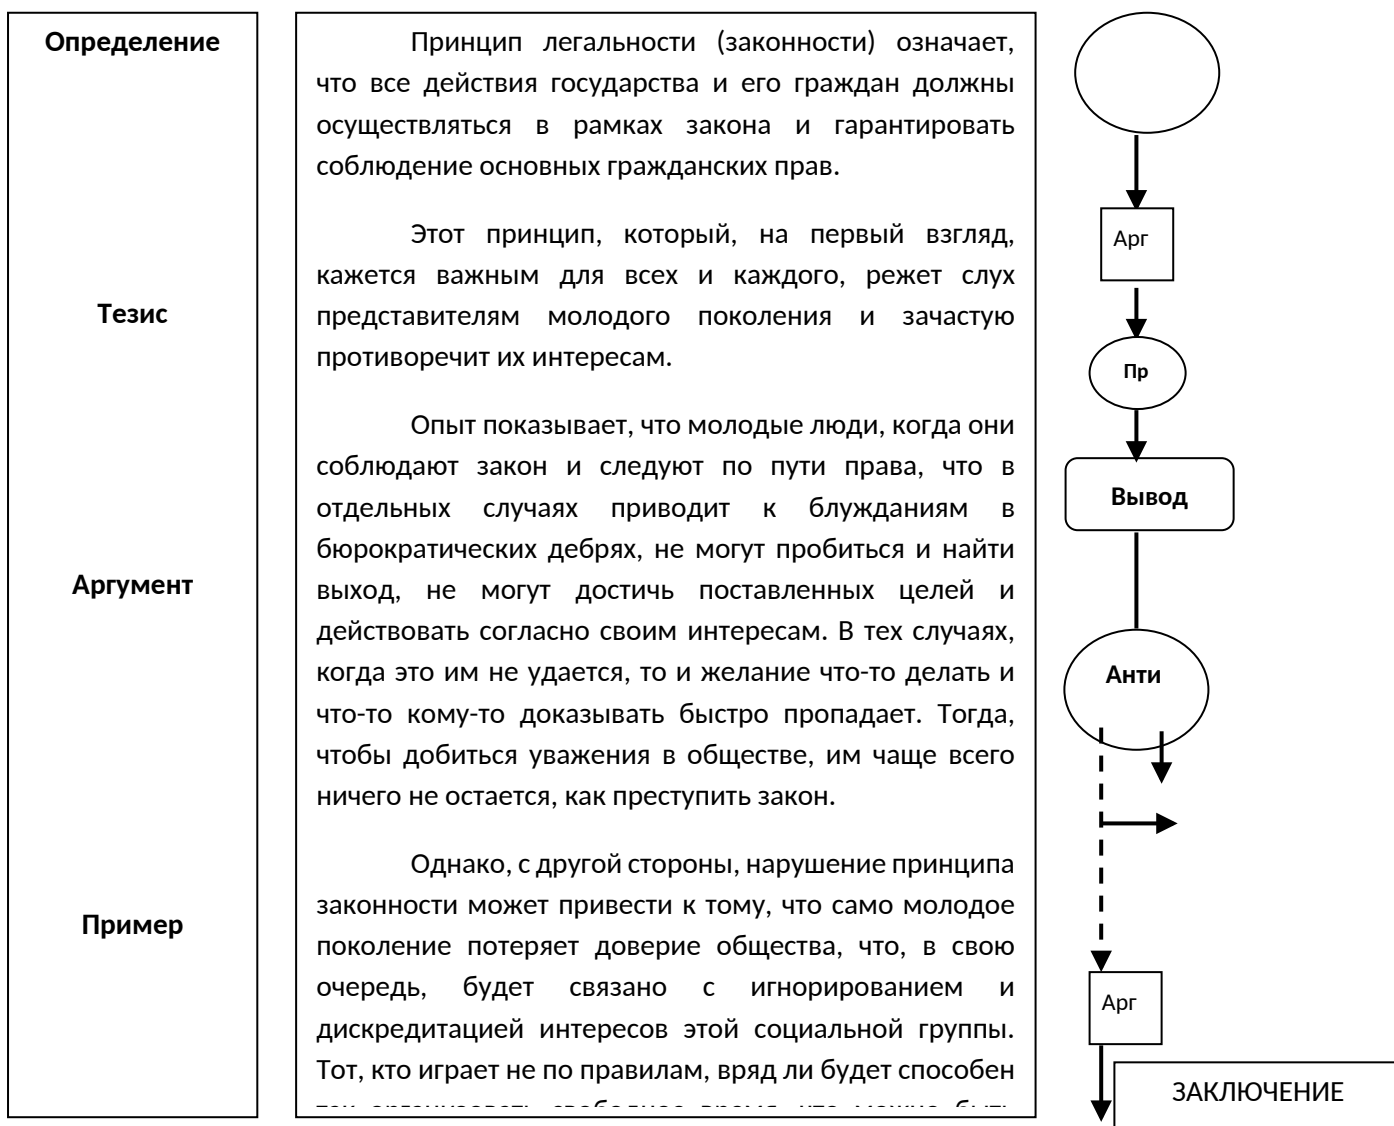 Определение
Тезис
Аргумент
Пример
Принцип легальности (законности) означает,
что все действия государства и его граждан должны
осуществляться в рамках закона и гарантировать
соблюдение основных гражданских прав.
Этот принцип, который, на первый взгляд,
кажется важным для всех и каждого, режет слух
представителям молодого поколения и зачастую
противоречит их интересам.
Опыт показывает, что молодые люди, когда они
соблюдают закон и следуют по пути права, что в
отдельных случаях приводит к блужданиям в
бюрократических дебрях, не могут пробиться и найти
выход, не могут достичь поставленных целей и
действовать согласно своим интересам. В тех случаях,
когда это им не удается, то и желание что-то делать и
что-то кому-то доказывать быстро пропадает. Тогда,
чтобы добиться уважения в обществе, им чаще всего
ничего не остается, как преступить закон.
Однако, с другой стороны, нарушение принципа
законности может привести к тому, что само молодое
поколение потеряет доверие общества, что, в свою
очередь, будет связано с игнорированием и
дискредитацией интересов этой социальной группы.
Тот, кто играет не по правилам, вряд ли будет способен
Арг
Пр
Вывод
Анти
Арг
ЗАКЛЮЧЕНИЕ